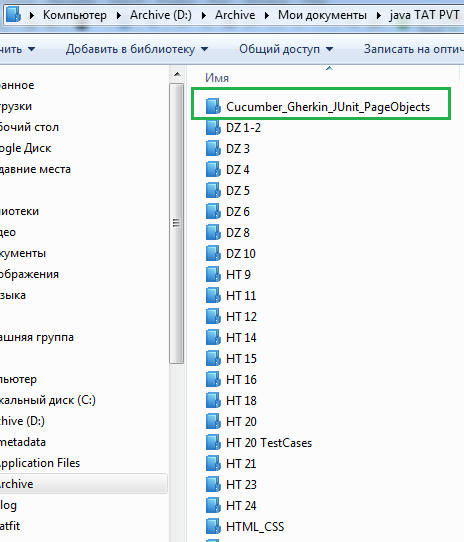 Компьютер ▸ Archive (D:) ▸ Archive ▸ Мои документы ▸ java TAT PVT
чить ▼ Добавить в библиотеку ▼ Общий доступ ▼ Записать на оптич
Имя
Cucumber_Gherkin_JUnit_PageObjects
DZ 1-2
DZ 3
DZ 4
DZ 5
DZ 6
DZ 8
DZ 10
HT 9
HT 11
HT 12
HT 14
HT 15
HT 16
HT 18
HT 20
HT 20 TestCases
HT 21
HT 23
HT 24
HTML_CSS
ранное
рузки
бочий стол
ogle Диск
давние места
лиотеки
део
кументы
ображения
зыка
ашняя группа
пьютер
кальный диск (C:)
chive (D:)
metadata
Application Files
Archive
log
atfit